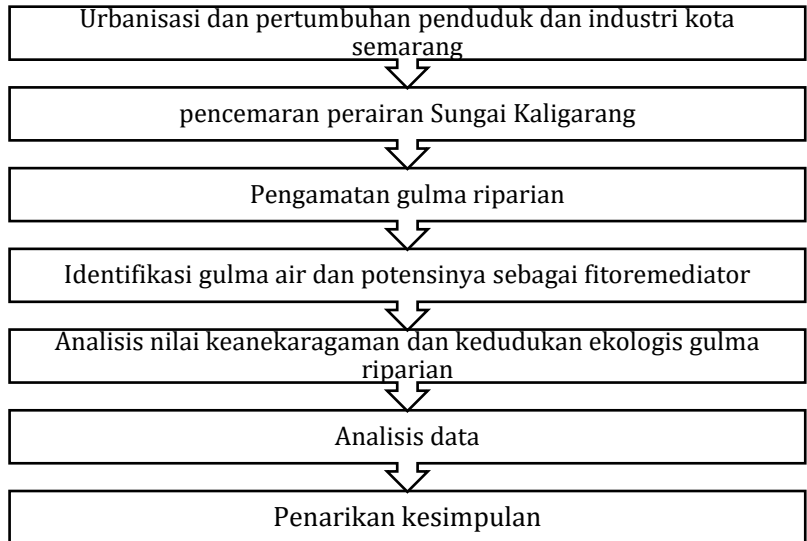 Urbanisasi dan pertumbuhan penduduk dan industri kota
semarang
pencemaran perairan Sungai Kaligarang
Pengamatan gulma riparian
Identifikasi gulma air dan potensinya sebagai fitoremediator
Analisis nilai keanekaragaman dan kedudukan ekologis gulma
riparian
Analisis data
Penarikan kesimpulan